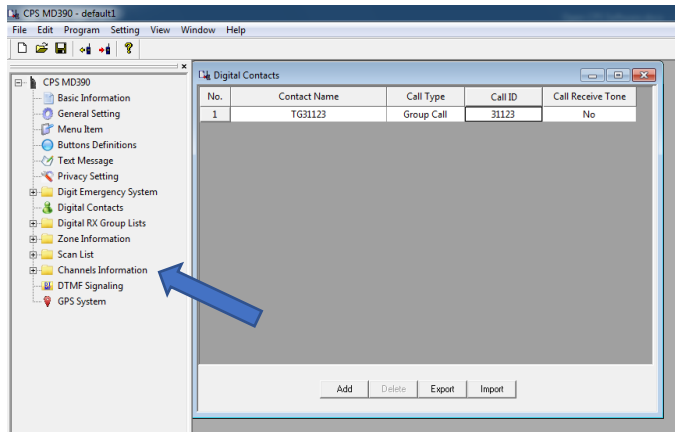 CPS MD390 - default1
File Edit Program Setting View Window Help
CPS MD390
Basic Information
General Setting
Menu Item
Buttons Definitions
Text Message
Privacy Setting
Digit Emergency System
Digital Contacts
Digital RX Group Lists
Zone Information
Scan List
Channels Information
DTMF Signaling
GPS System
Digital Contacts
No. Contact Name Call Type Call ID Call Receive Tone
1 TG31123 Group Call 31123 No
Add Delete Export Import